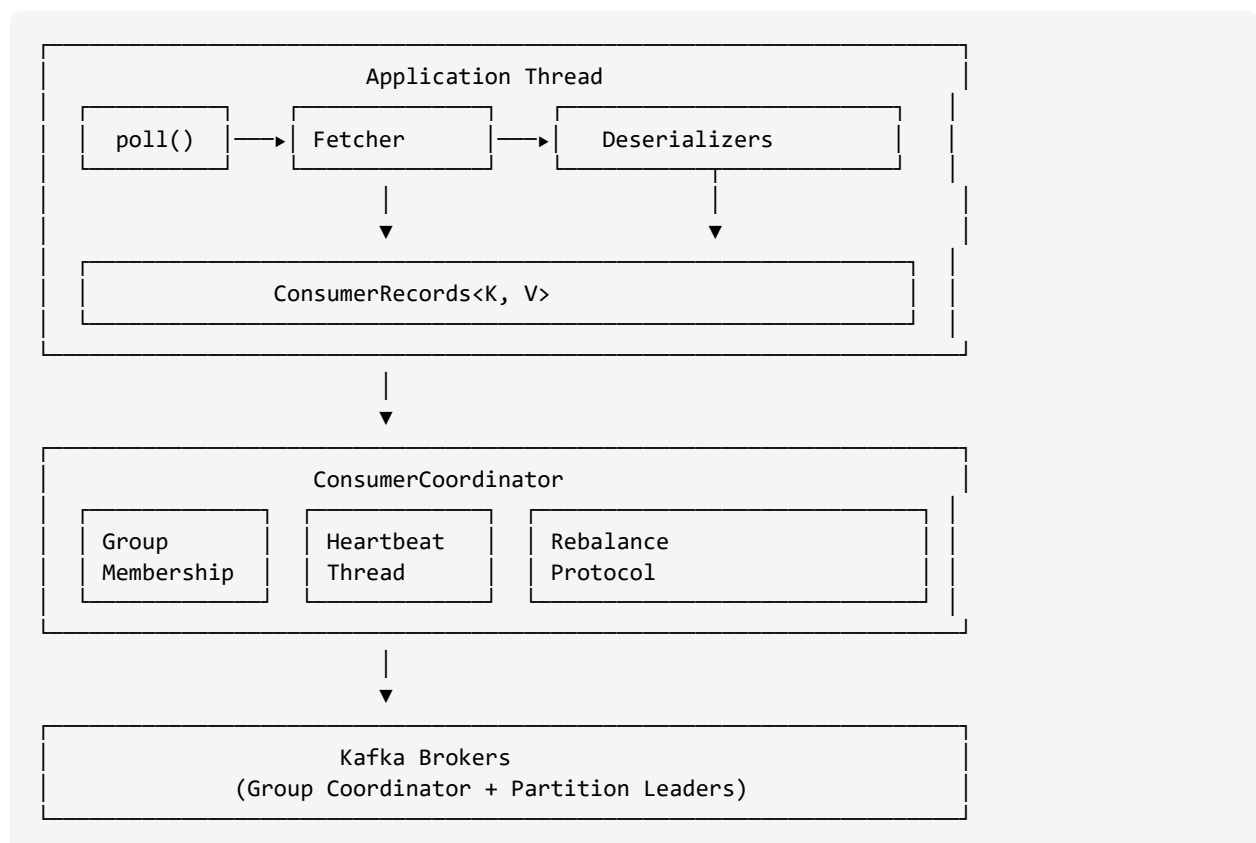 Application Thread
poll() Fetcher Deserializers
ConsumerRecords<K, V>
ConsumerCoordinator
Group Heartbeat Rebalance
Membership Thread Protocol
Kafka Brokers
(Group Coordinator + Partition Leaders)